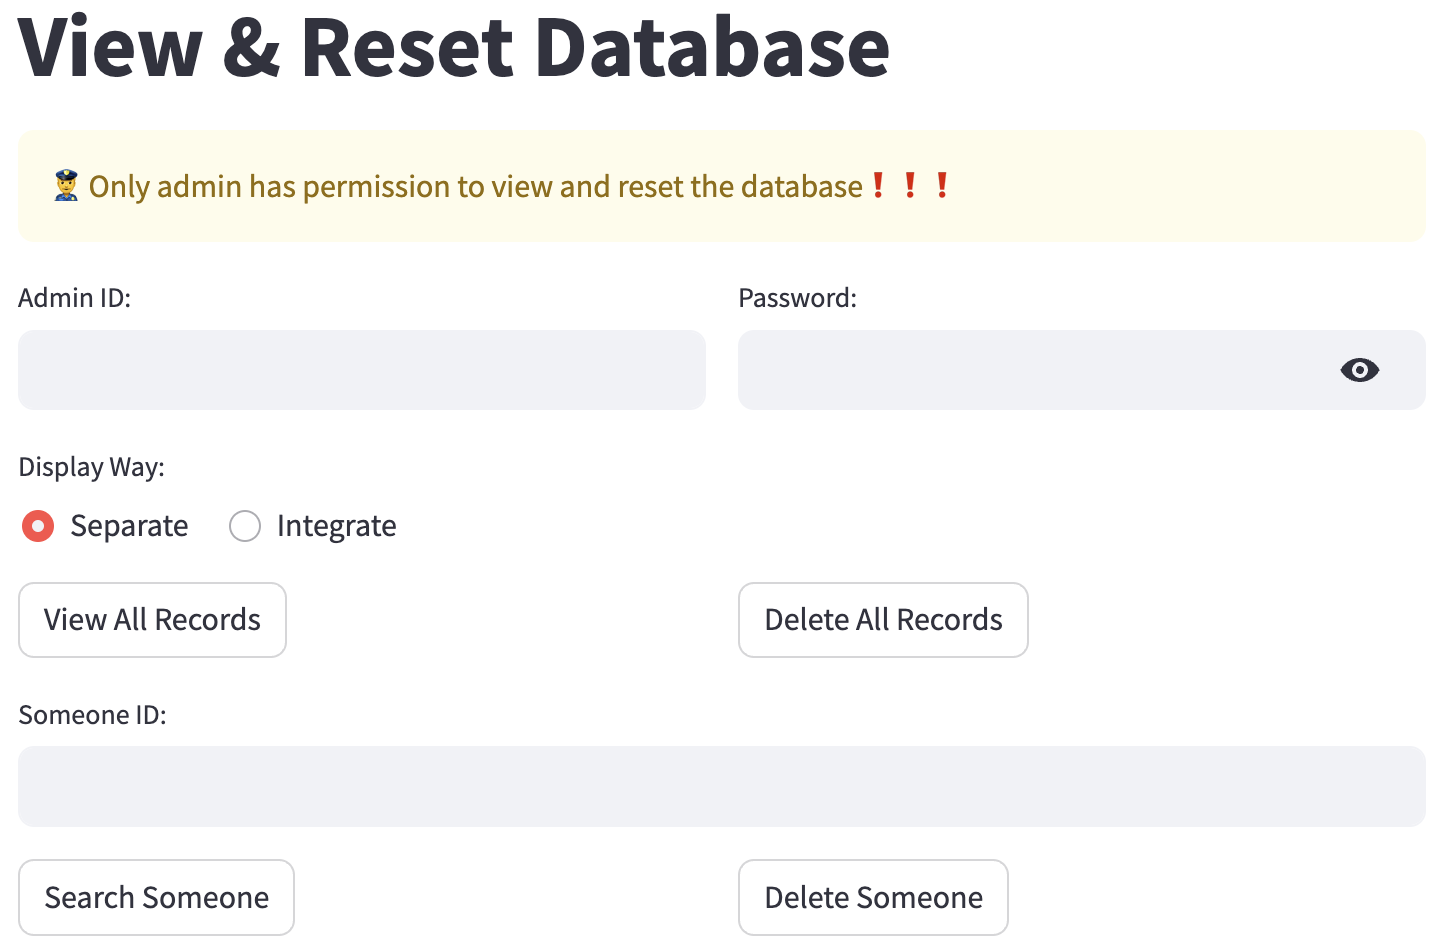 View & Reset Database
👮Only admin has permission to view and reset the database❗❗❗
Admin ID:
Password:
Display Way:
Separate
Integrate
View All Records
Delete All Records
Someone ID:
Search Someone
Delete Someone